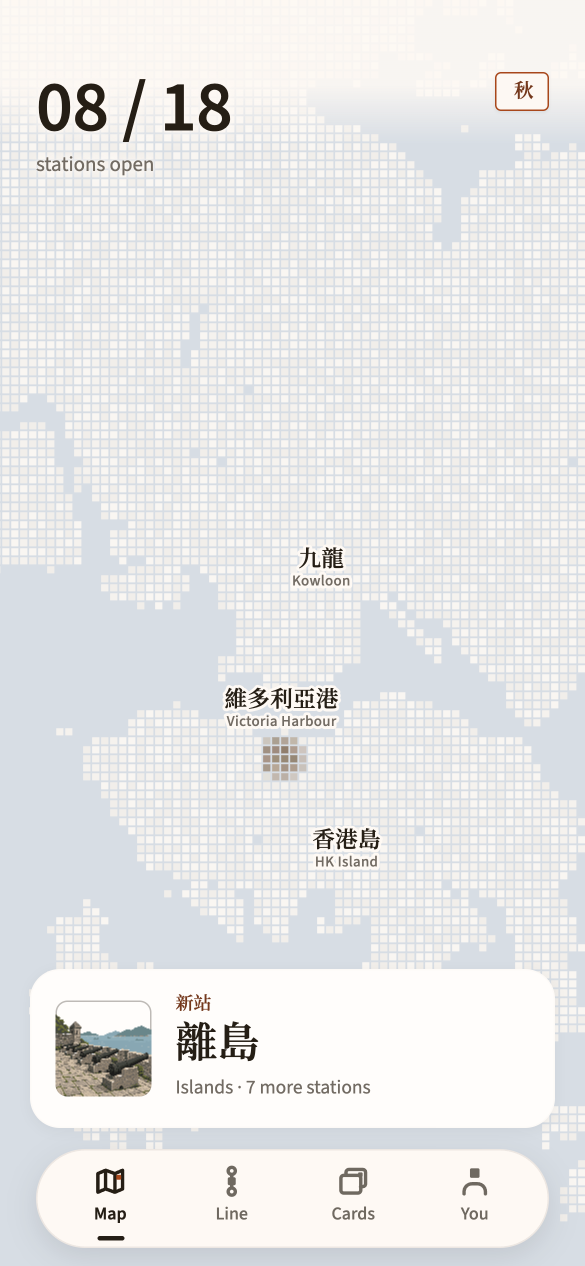 08 / 18
秋
stations open
九龍
Kowloon
維多利亞港
Victoria Harbour
香港島
HK Island
新站
離島
Islands · 7 more stations
Map
Line
Cards
You